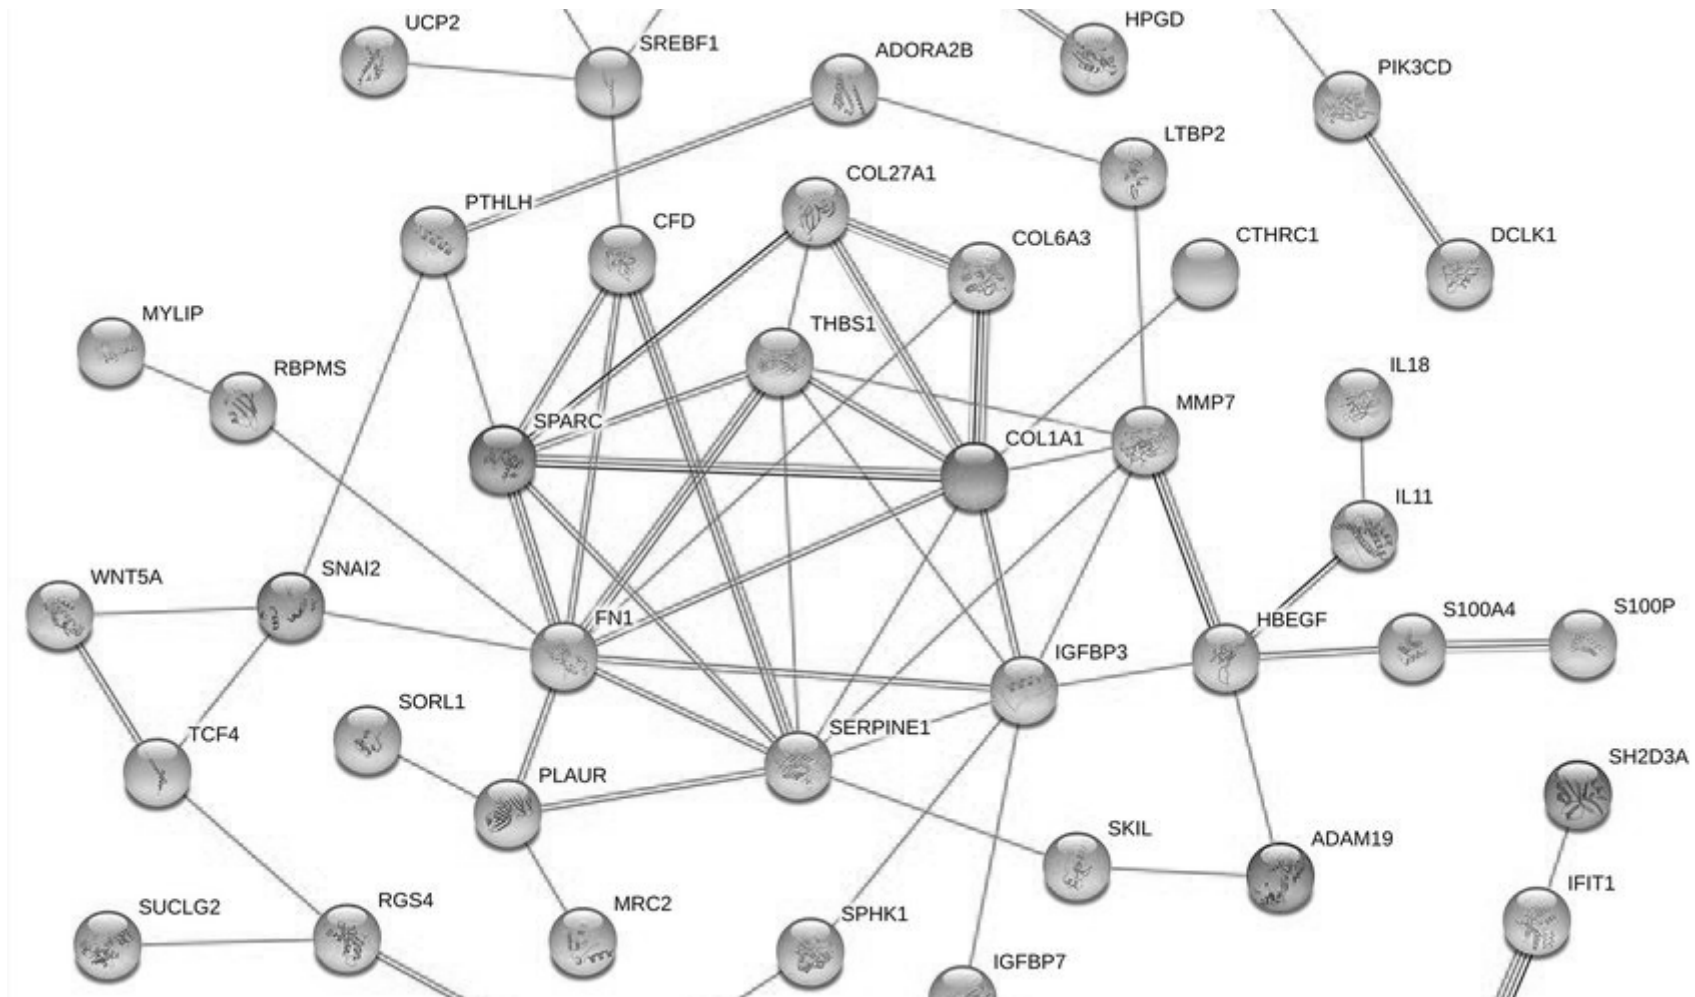 UCP2
HPGD
SREBF1
ADORA2B
PIK3CD
LTBP2
COL27A1
PTHLH
CFD
COL6A3
CTHRC1
DCLK1
MYLIP
THBS1
RBPMS
IL18
MMP7
SPARC
COL1A1
IL11
WNT5A
SNAI2
S100A4
S100P
FN1
HBEGF
IGFBP3
SORL1
SERPINE1
TCF4
SH2D3A
PLAUR
SKIL
ADAM19
IFIT1
SUCLG2
RGS4
MRC2
SPHK1
IGFBP7